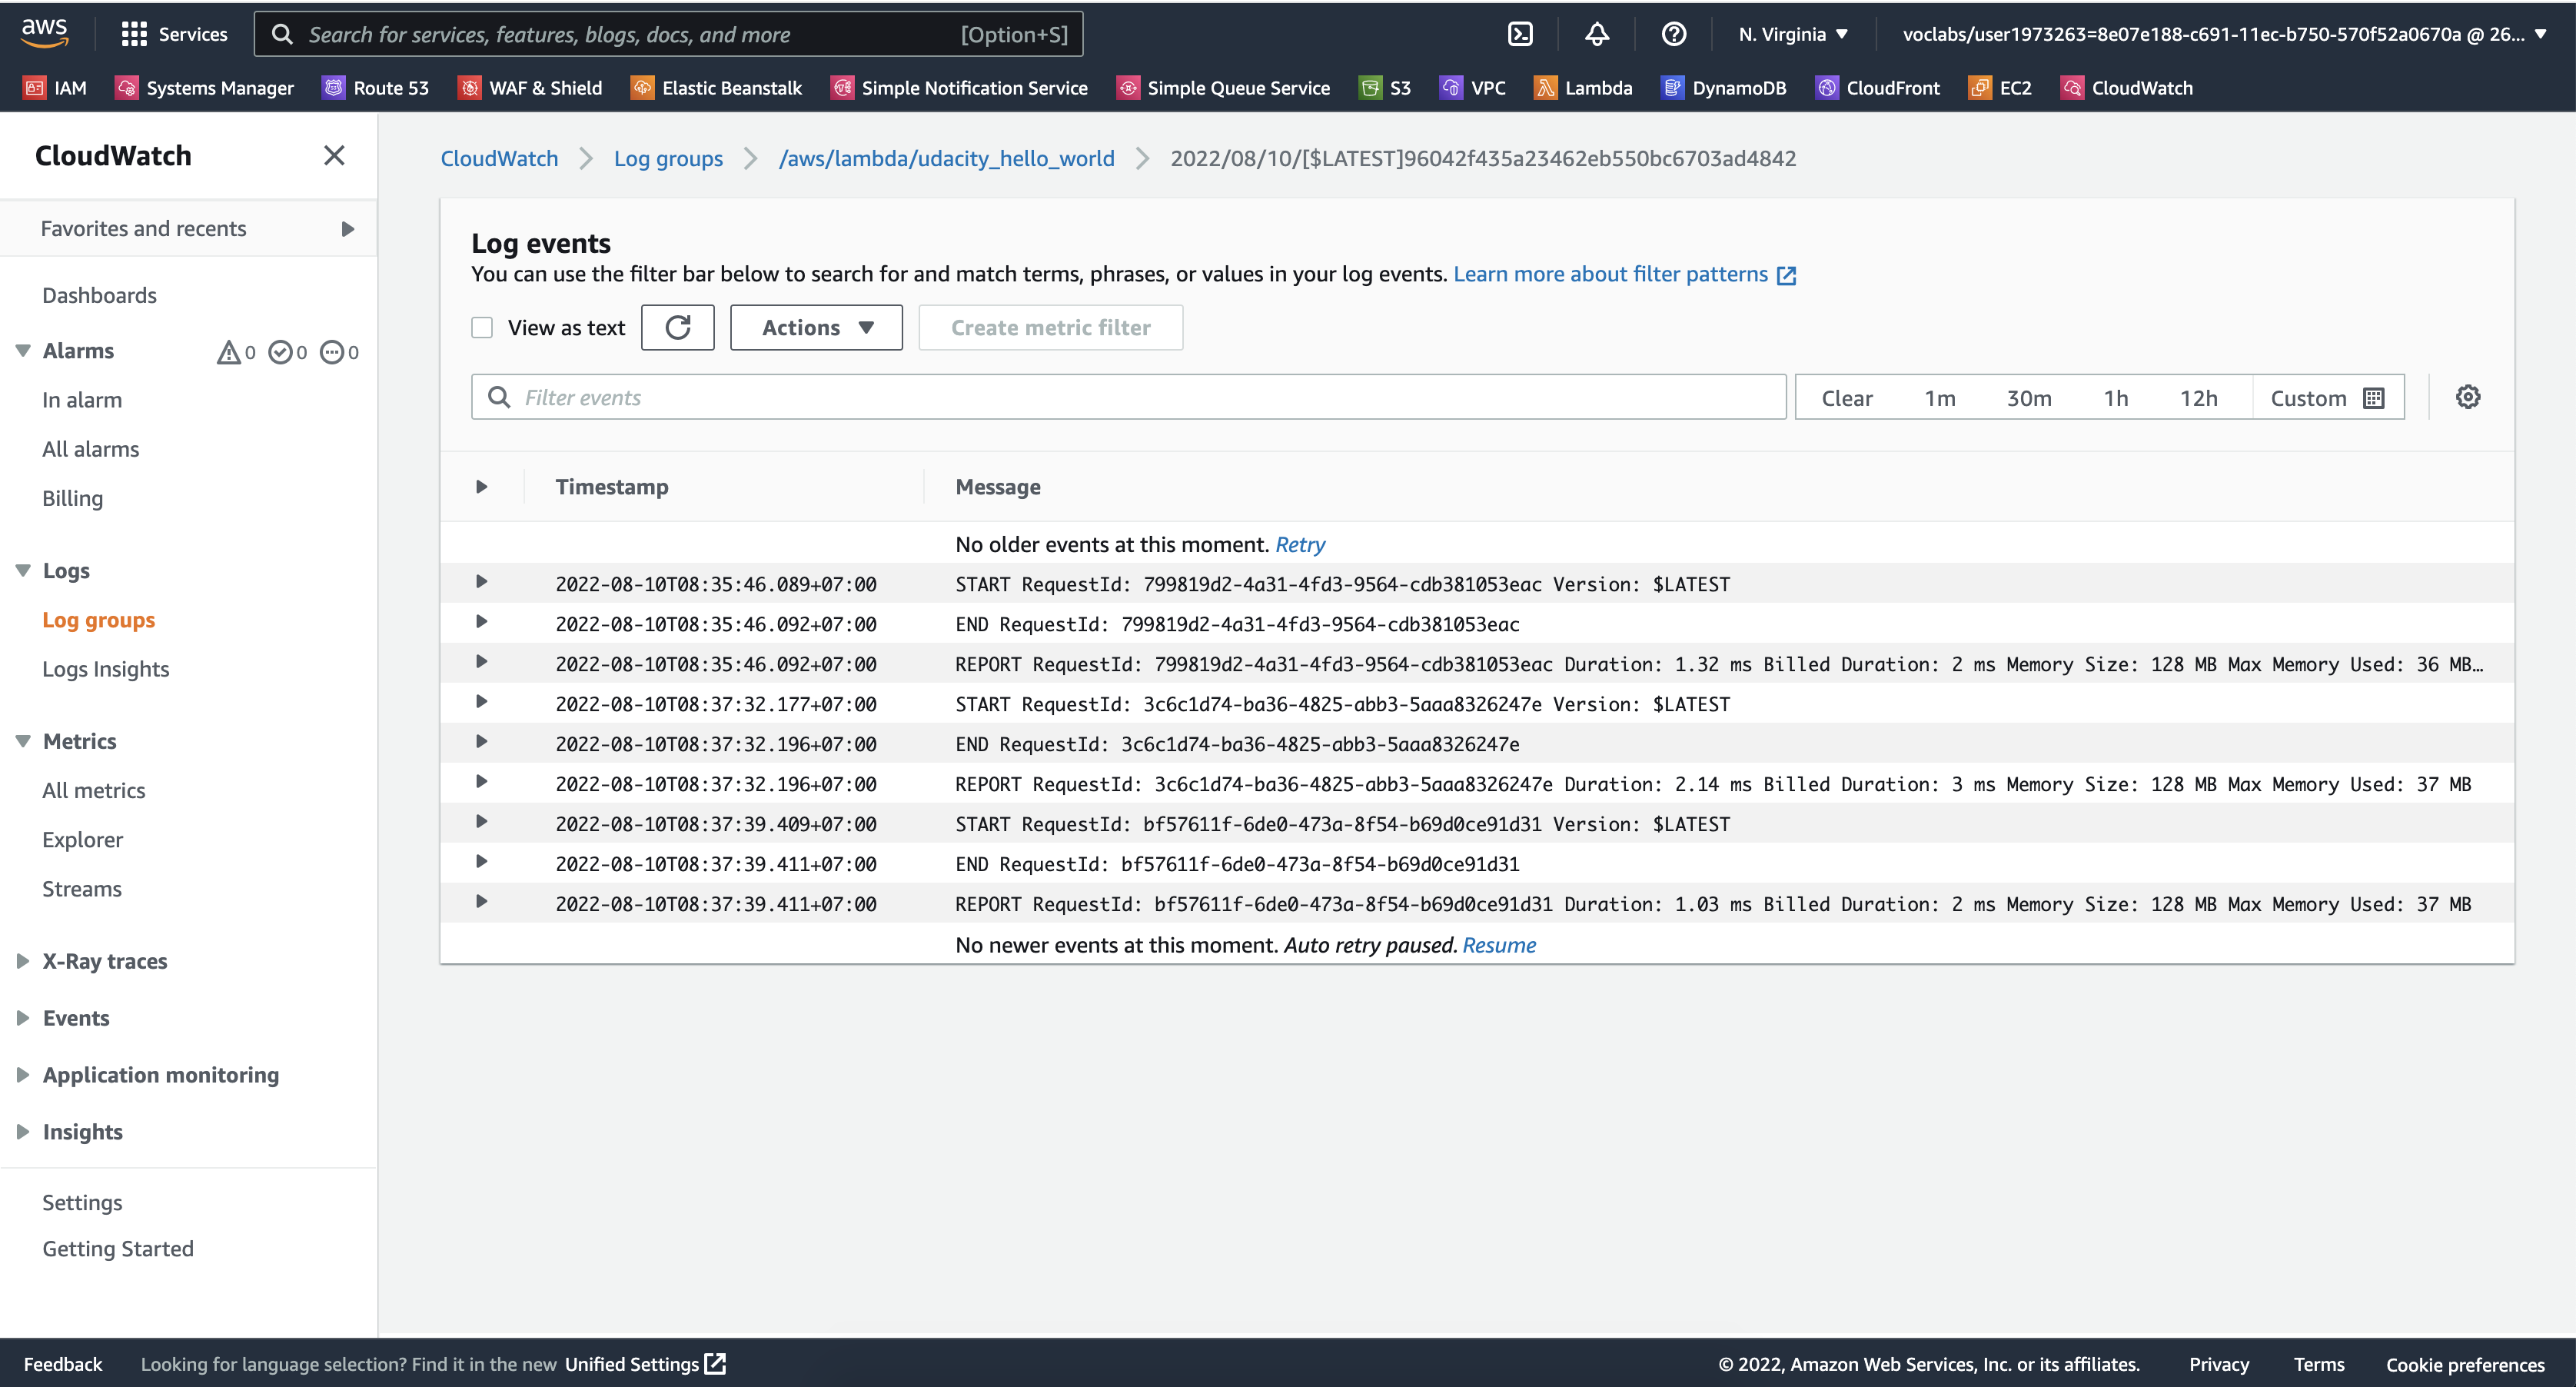 aws Services Search for services, features, blogs, docs, and more [Option+S] N. Virginia voclabs/user1973263=8e07e188-c691-11ec-b750-570f52a0670a @ 26...
IAM Systems Manager Route 53 WAF & Shield Elastic Beanstalk Simple Notification Service Simple Queue Service S3 VPC Lambda DynamoDB CloudFront EC2 CloudWatch
CloudWatch
Favorites and recents
Dashboards
Alarms 0 0 0
In alarm
All alarms
Billing
Logs
Log groups
Logs Insights
Metrics
All metrics
Explorer
Streams
X-Ray traces
Events
Application monitoring
Insights
Settings
Getting Started
CloudWatch Log groups /aws/lambda/udacity_hello_world 2022/08/10/[$LATEST]96042f435a23462eb550bc6703ad4842
Log events
You can use the filter bar below to search for and match terms, phrases, or values in your log events. Learn more about filter patterns
View as text Actions Create metric filter
Filter events Clear 1m 30m 1h 12h Custom
Timestamp Message
No older events at this moment. Retry
2022-08-10T08:35:46.089+07:00 START RequestId: 799819d2-4a31-4fd3-9564-cdb381053eac Version: $LATEST
2022-08-10T08:35:46.092+07:00 END RequestId: 799819d2-4a31-4fd3-9564-cdb381053eac
2022-08-10T08:35:46.092+07:00 REPORT RequestId: 799819d2-4a31-4fd3-9564-cdb381053eac Duration: 1.32 ms Billed Duration: 2 ms Memory Size: 128 MB Max Memory Used: 36 MB…
2022-08-10T08:37:32.177+07:00 START RequestId: 3c6c1d74-ba36-4825-abb3-5aaa8326247e Version: $LATEST
2022-08-10T08:37:32.196+07:00 END RequestId: 3c6c1d74-ba36-4825-abb3-5aaa8326247e
2022-08-10T08:37:32.196+07:00 REPORT RequestId: 3c6c1d74-ba36-4825-abb3-5aaa8326247e Duration: 2.14 ms Billed Duration: 3 ms Memory Size: 128 MB Max Memory Used: 37 MB
2022-08-10T08:37:39.409+07:00 START RequestId: bf57611f-6de0-473a-8f54-b69d0ce91d31 Version: $LATEST
2022-08-10T08:37:39.411+07:00 END RequestId: bf57611f-6de0-473a-8f54-b69d0ce91d31
2022-08-10T08:37:39.411+07:00 REPORT RequestId: bf57611f-6de0-473a-8f54-b69d0ce91d31 Duration: 1.03 ms Billed Duration: 2 ms Memory Size: 128 MB Max Memory Used: 37 MB
No newer events at this moment. Auto retry paused. Resume
Feedback Looking for language selection? Find it in the new Unified Settings © 2022, Amazon Web Services, Inc. or its affiliates. Privacy Terms Cookie preferences